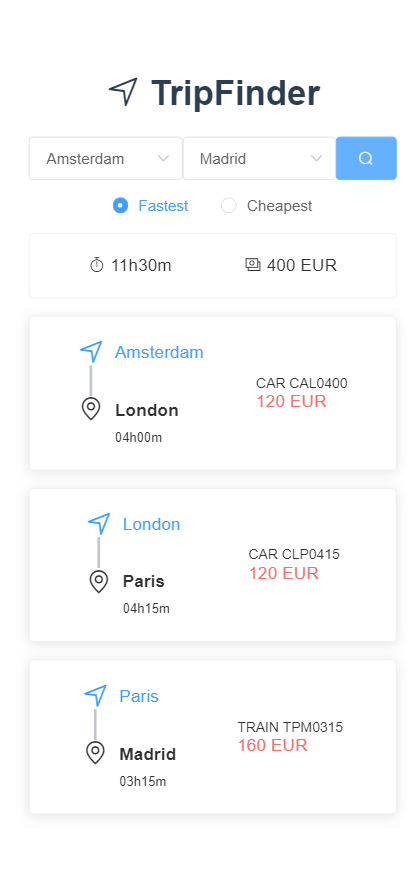 TripFinder
Amsterdam Madrid
Fastest Cheapest
11h30m 400 EUR
Amsterdam
London
04h00m
CAR CAL0400
120 EUR
London
Paris
04h15m
CAR CLP0415
120 EUR
Paris
Madrid
03h15m
TRAIN TPM0315
160 EUR